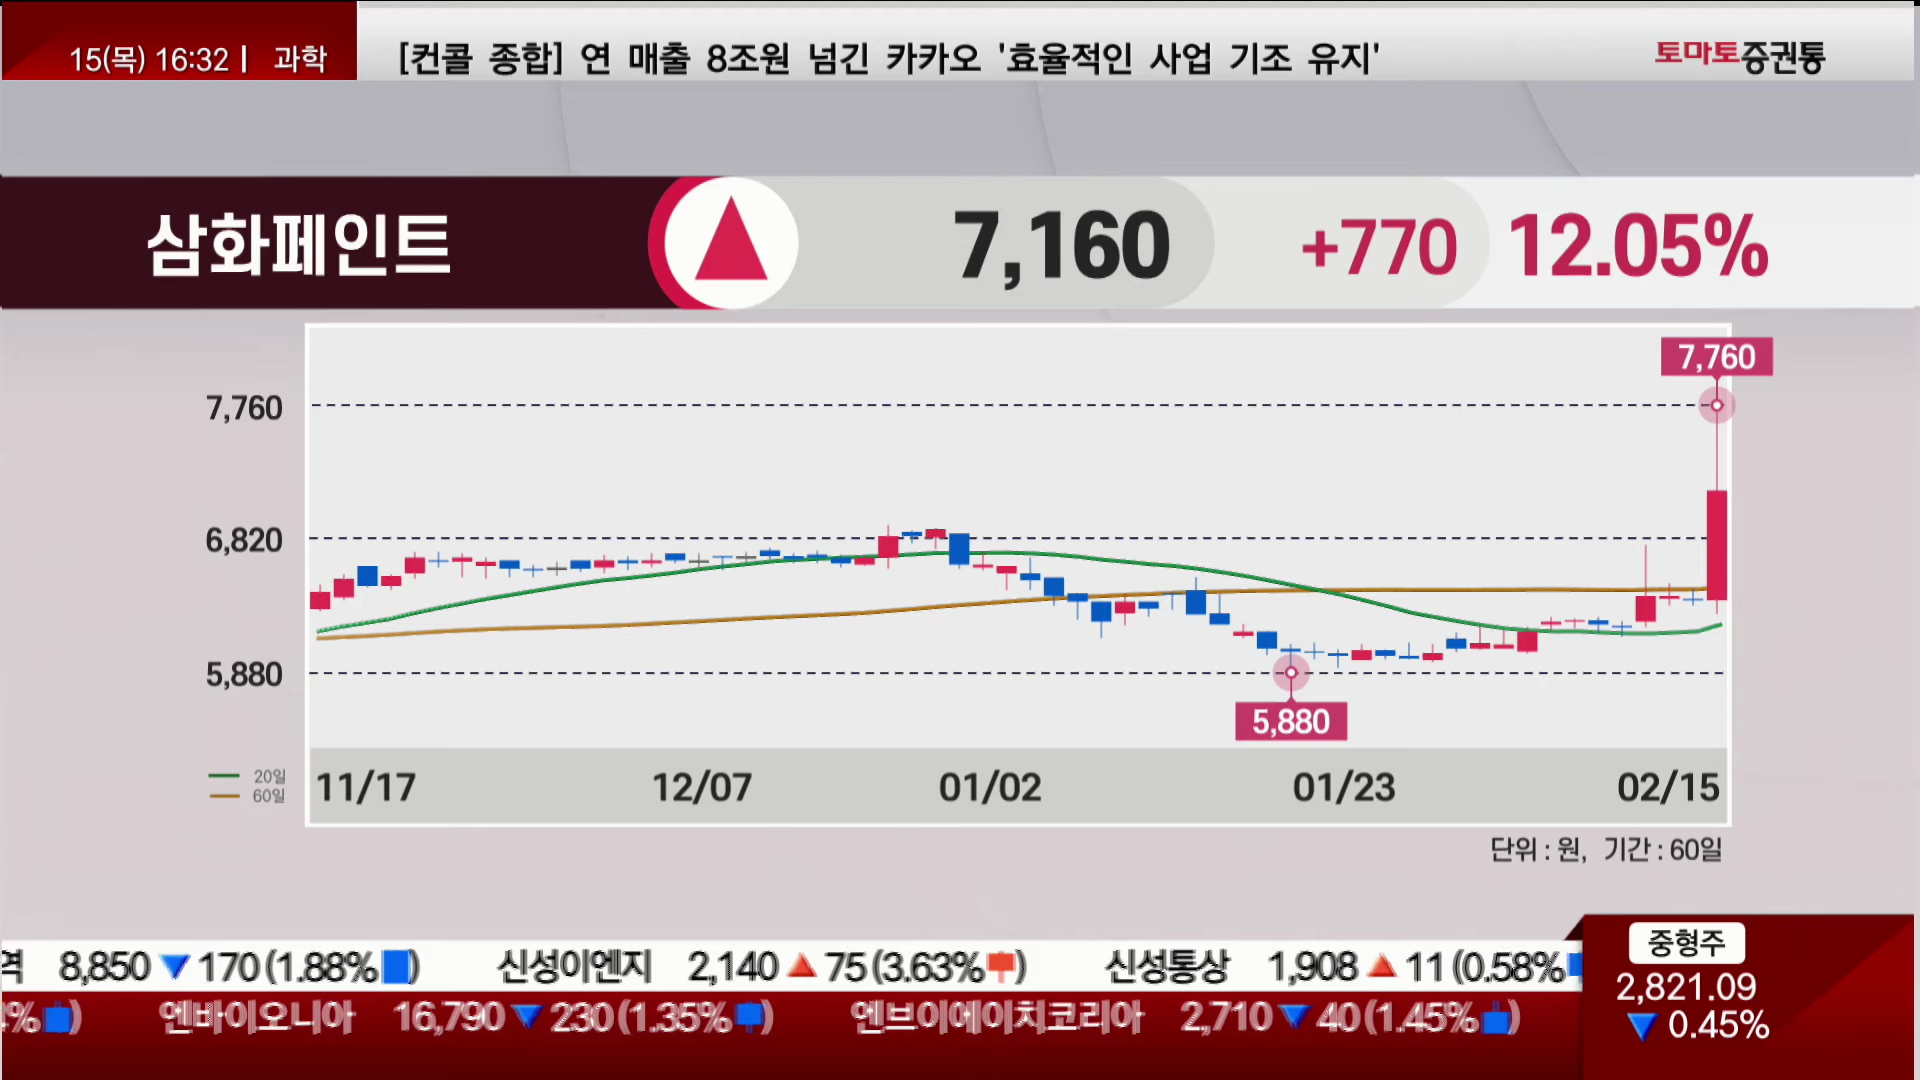 15(목) 16:32 | 과학
[컨콜 종합] 연 매출 8조원 넘긴 카카오 '효율적인 사업 기조 유지'
토마토증권통
삼화페인트 7,160 +770 12.05%
7,760
7,760
6,820
5,880
5,880
20일
60일
11/17 12/07 01/02 01/23 02/15
단위 : 원, 기간 : 60일
8,850 ▼ 170 (1.88%) 신성이엔지 2,140 ▲ 75 (3.63%) 신성통상 1,908 ▲ 11 (0.58%
4%) 엔바이오니아 16,790 ▼ 230 (1.35%) 엔브이에이치코리아 2,710 ▼ 40 (1.45%)
중형주
2,821.09
▼ 0.45%